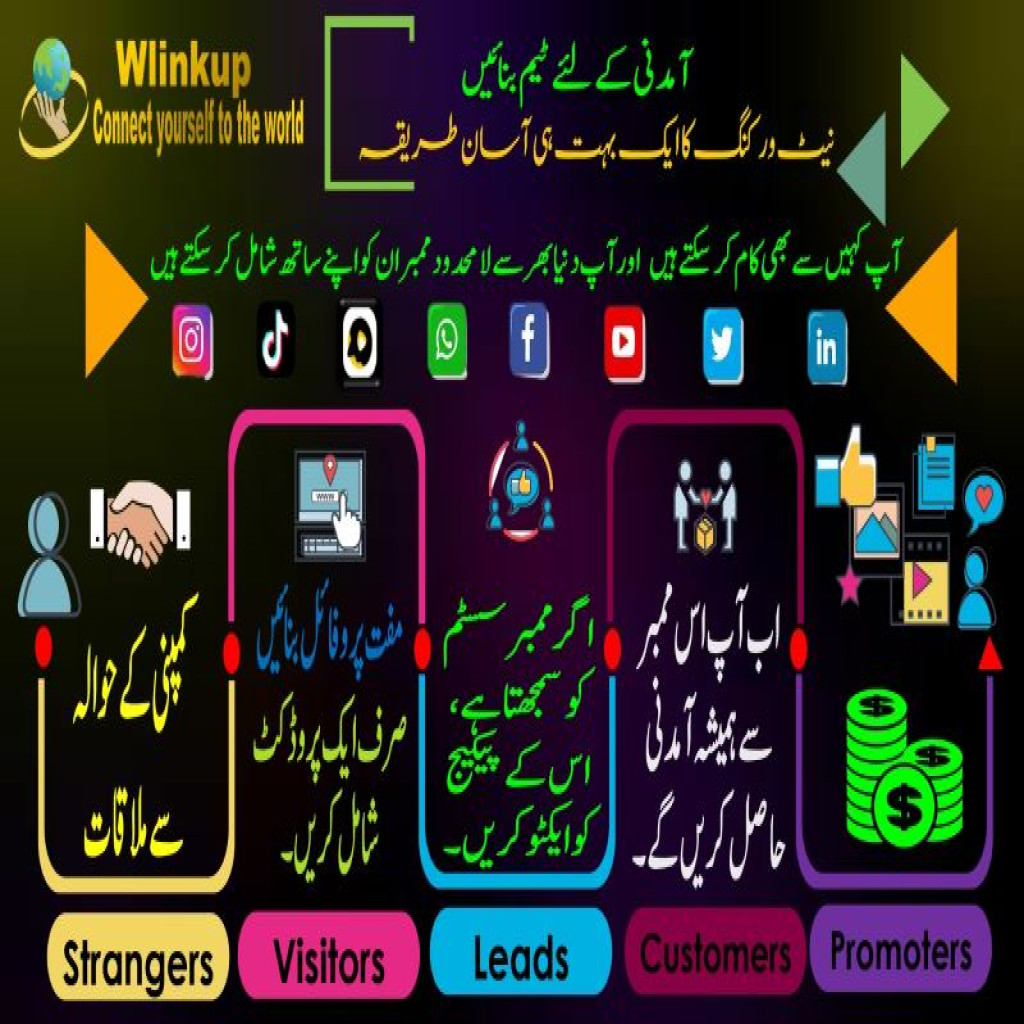 Wlinkup
Connect yourself to the world
آمدنی کے لئے ٹیم بنائیں
نیٹ ورکنگ کا ایک بہت ہی آسان طریقہ
آپ کہیں سے بھی کام کر سکتے ہیں اور آپ دنیا بھر سے لا محدود ممبران کو اپنے ساتھ شامل کر سکتے ہیں
کمپنی کے حوالہ
سے ملاقات
www
مفت پروفائل بنائیں
صرف ایک پروڈکٹ
شامل کریں۔
اگر ممبر سسٹم
کو سمجھتا ہے،
اس کے پیکیج
کو ایکٹو کریں۔
اب آپ اس ممبر
سے ہمیشہ آمدنی
حاصل کریں گے۔
Strangers
Visitors
Leads
Customers
Promoters